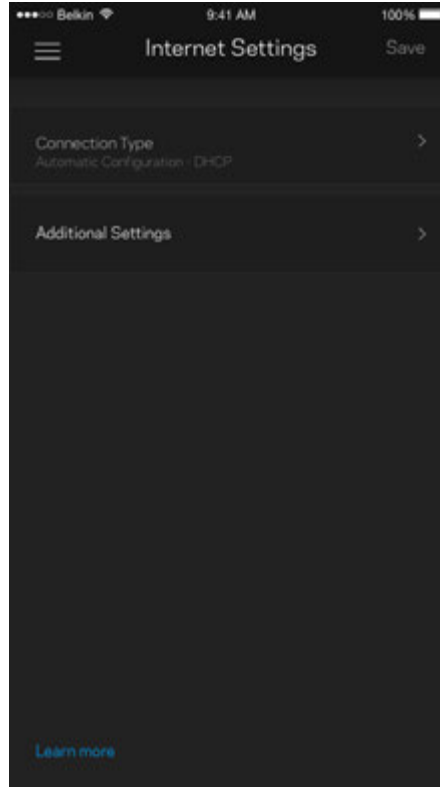 Belkin 9:41 AM 100%
Internet Settings Save
Connection Type
Automatic Configuration - DHCP
Additional Settings
Learn more